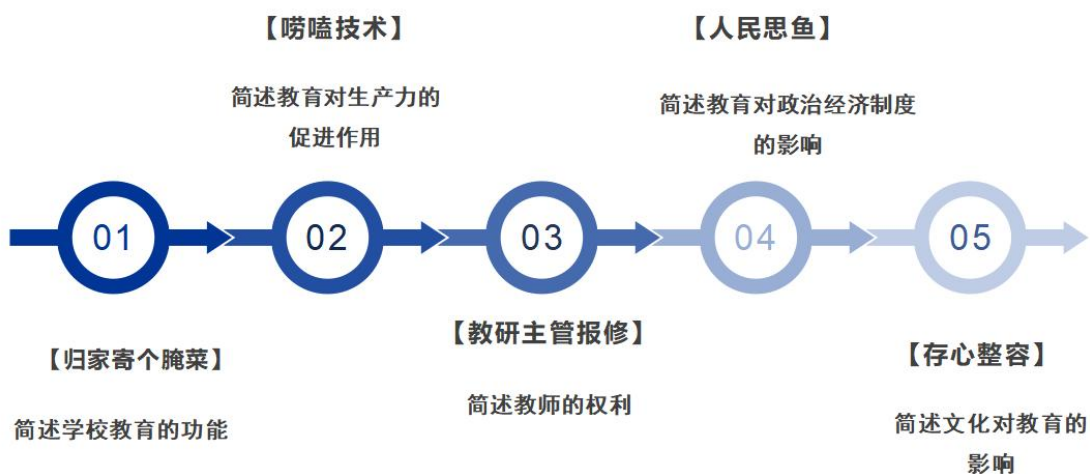 【唠嗑技术】
简述教育对生产力的
促进作用
【人民思鱼】
简述教育对政治经济制度
的影响
01
02
03
04
05
【归家寄个腌菜】
简述学校教育的功能
【教研主管报修】
简述教师的权利
【存心整容】
简述文化对教育的
影响